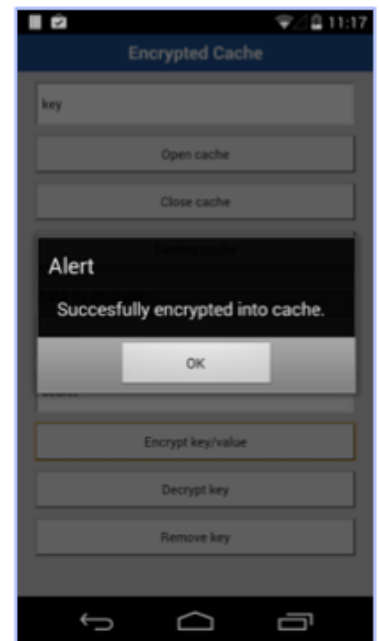 11:17
Encrypted Cache
key
Open cache
Close cache
Alert
Succesfully encrypted into cache.
OK
Encrypt key/value
Decrypt key
Remove key